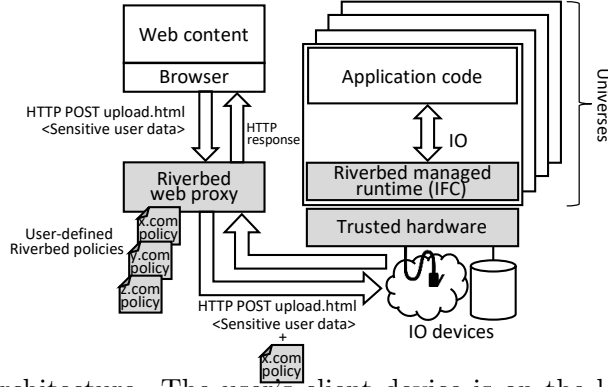 Web content
Browser
HTTP POST upload.html
<Sensitive user data>
HTTP
response
Riverbed
web proxy
User-defined
Riverbed policies
x.com
policy
y.com
policy
z.com
policy
Application code
IO
Riverbed managed
runtime (IFC)
Universes
Trusted hardware
HTTP POST upload.html
<Sensitive user data>
+
x.com
policy
IO devices